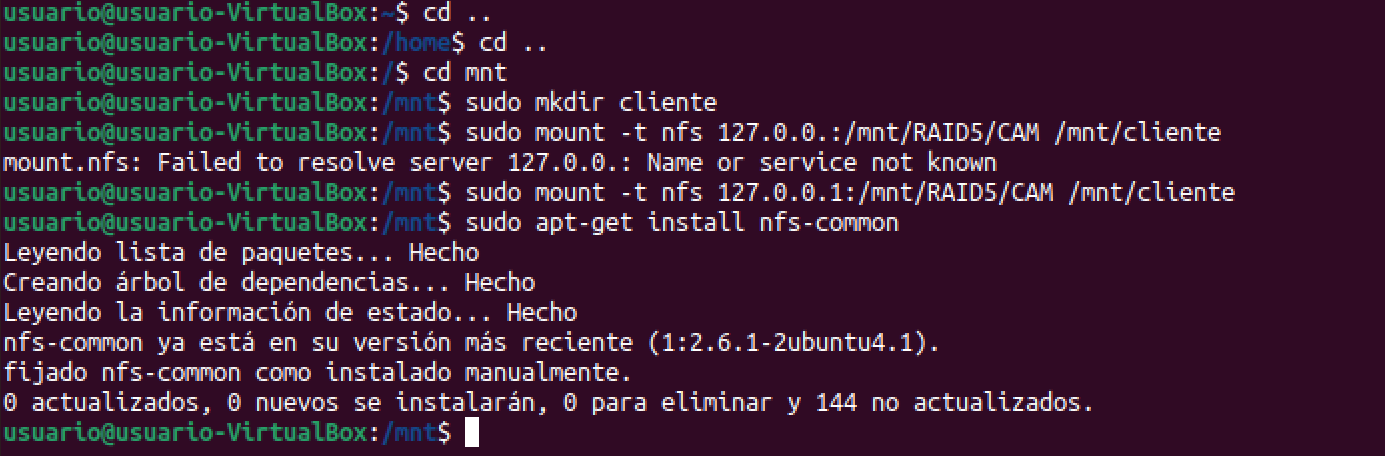 usuario@usuario-VirtualBox:~$ cd ..
usuario@usuario-VirtualBox:/home$ cd ..
usuario@usuario-VirtualBox:/$ cd mnt
usuario@usuario-VirtualBox:/mnt$ sudo mkdir cliente
usuario@usuario-VirtualBox:/mnt$ sudo mount -t nfs 127.0.0.:/mnt/RAID5/CAM /mnt/cliente
mount.nfs: Failed to resolve server 127.0.0.: Name or service not known
usuario@usuario-VirtualBox:/mnt$ sudo mount -t nfs 127.0.0.1:/mnt/RAID5/CAM /mnt/cliente
usuario@usuario-VirtualBox:/mnt$ sudo apt-get install nfs-common
Leyendo lista de paquetes... Hecho
Creando árbol de dependencias... Hecho
Leyendo la información de estado... Hecho
nfs-common ya está en su versión más reciente (1:2.6.1-2ubuntu4.1).
fijado nfs-common como instalado manualmente.
0 actualizados, 0 nuevos se instalarán, 0 para eliminar y 144 no actualizados.
usuario@usuario-VirtualBox:/mnt$